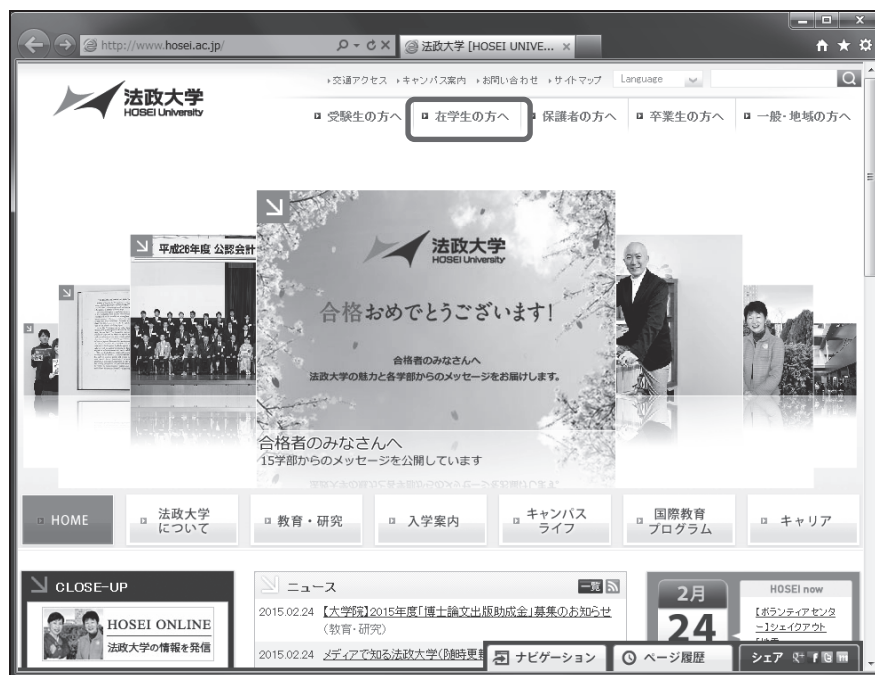 http://www.hosei.ac.jp/
法政大学 [HOSEI UNIVE...
交通アクセス キャンパス案内 お問い合わせ サイトマップ Language
法政大学
HOSEI University
受験生の方へ 在学生の方へ 保護者の方へ 卒業生の方へ 一般・地域の方へ
平成26年度 公認会計
法政大学
HOSEI University
合格おめでとうございます!
合格者のみなさんへ
法政大学の魅力と各学部からのメッセージをお届けします。
合格者のみなさんへ
15学部からのメッセージを公開しています
HOME
法政大学
について
教育・研究
入学案内
キャンパス
ライフ
国際教育
プログラム
キャリア
CLOSE-UP
HOSEI ONLINE
法政大学の情報を発信
ニュース 一覧
2015.02.24 【大学院】2015年度「博士論文出版助成金」募集のお知らせ
(教育・研究)
2015.02.24 メディアで知る法政大学(随時更新
2月
24
HOSEI now
【ボランティアセンタ
ー】シェイクアウト
ナビゲーション ページ履歴 シェア